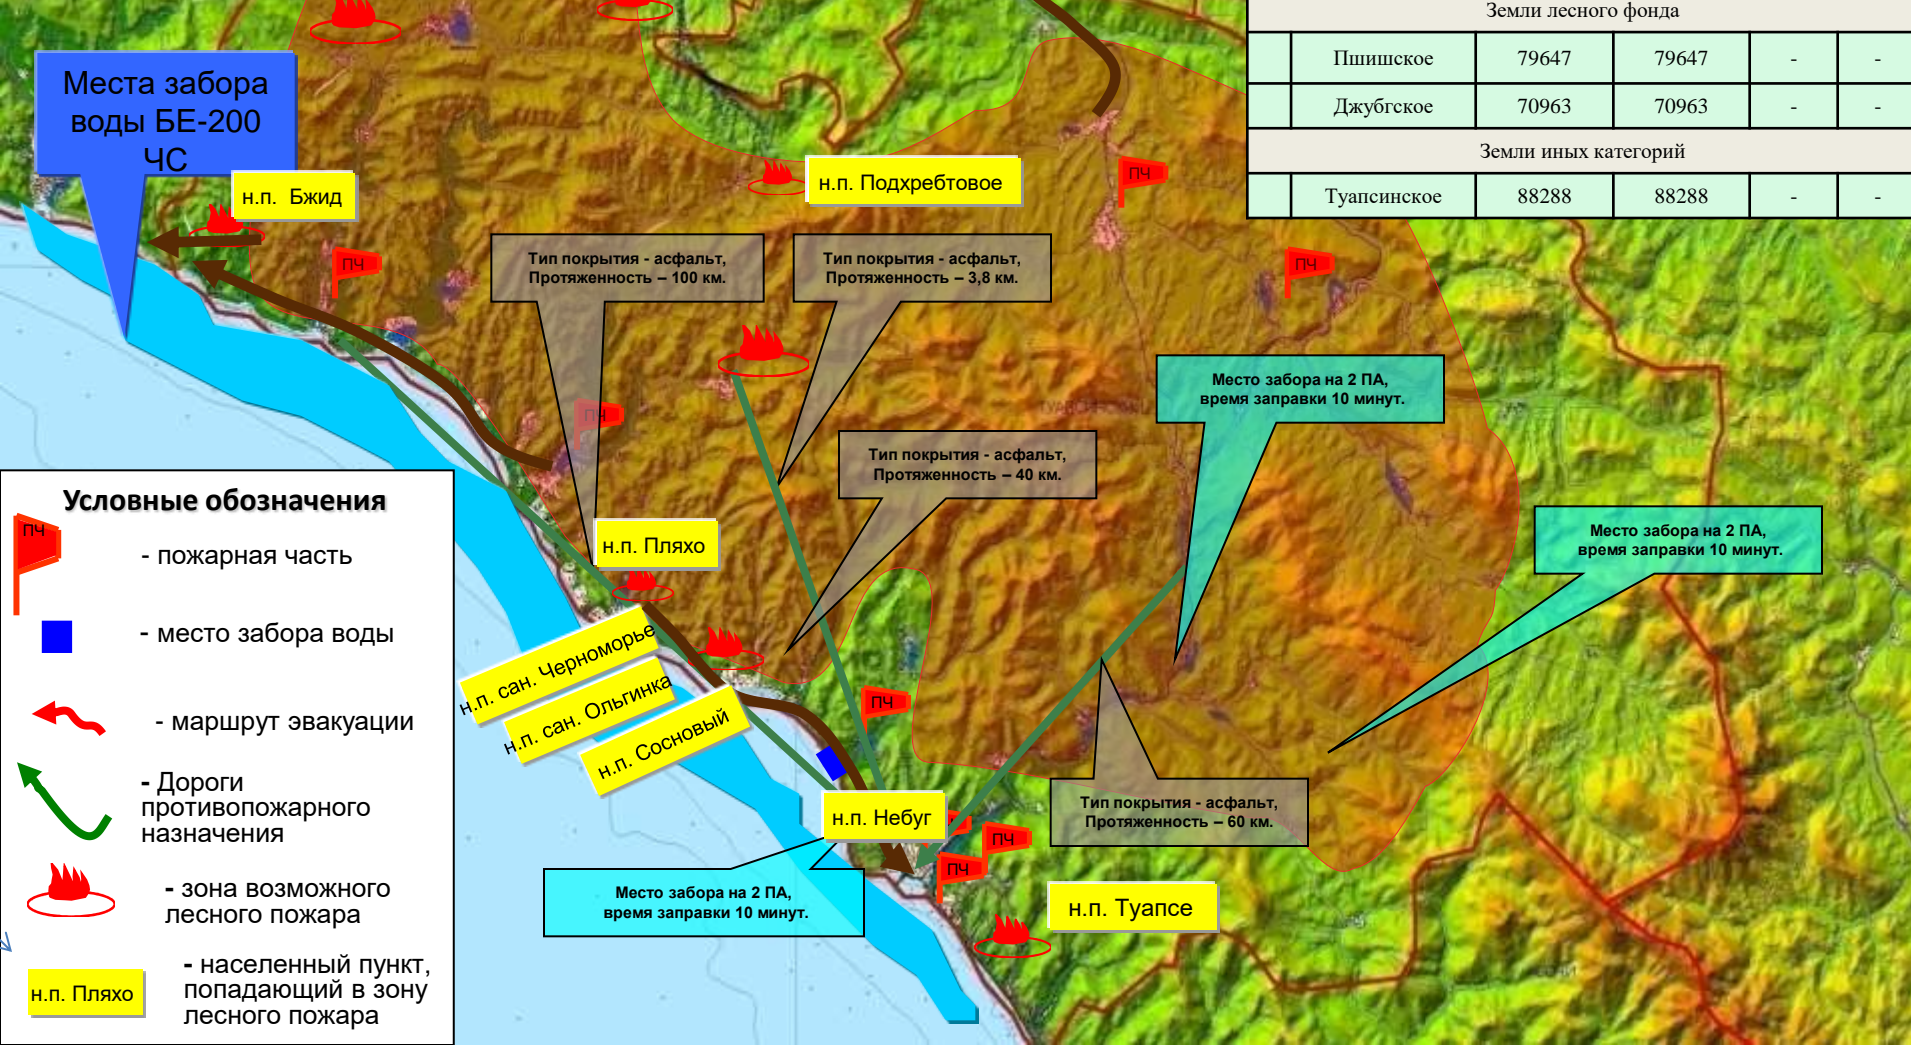 Земли лесного фонда
Пшишское 79647 79647 - -
Джубгское 70963 70963 - -
Земли иных категорий
Туапсинское 88288 88288 - -
Места забора
воды БЕ-200
ЧС
н.п. Бжид
н.п. Подхребтовое
ПЧ
ПЧ
ПЧ
Тип покрытия - асфальт,
Протяженность – 100 км.
Тип покрытия - асфальт,
Протяженность – 3,8 км.
Место забора на 2 ПА,
время заправки 10 минут.
ПЧ
ТУАПСИНСКИЙ
Тип покрытия - асфальт,
Протяженность – 40 км.
Место забора на 2 ПА,
время заправки 10 минут.
н.п. Пляхо
н.п. сан. Черноморье
н.п. сан. Ольгинка
н.п. Сосновый
ПЧ
н.п. Небуг
ПЧ
ПЧ
Тип покрытия - асфальт,
Протяженность – 60 км.
Место забора на 2 ПА,
время заправки 10 минут.
н.п. Туапсе
СОЧИ
Условные обозначения
ПЧ
- пожарная часть
- место забора воды
- маршрут эвакуации
- Дороги
противопожарного
назначения
- зона возможного
лесного пожара
н.п. Пляхо
- населенный пункт,
попадающий в зону
лесного пожара